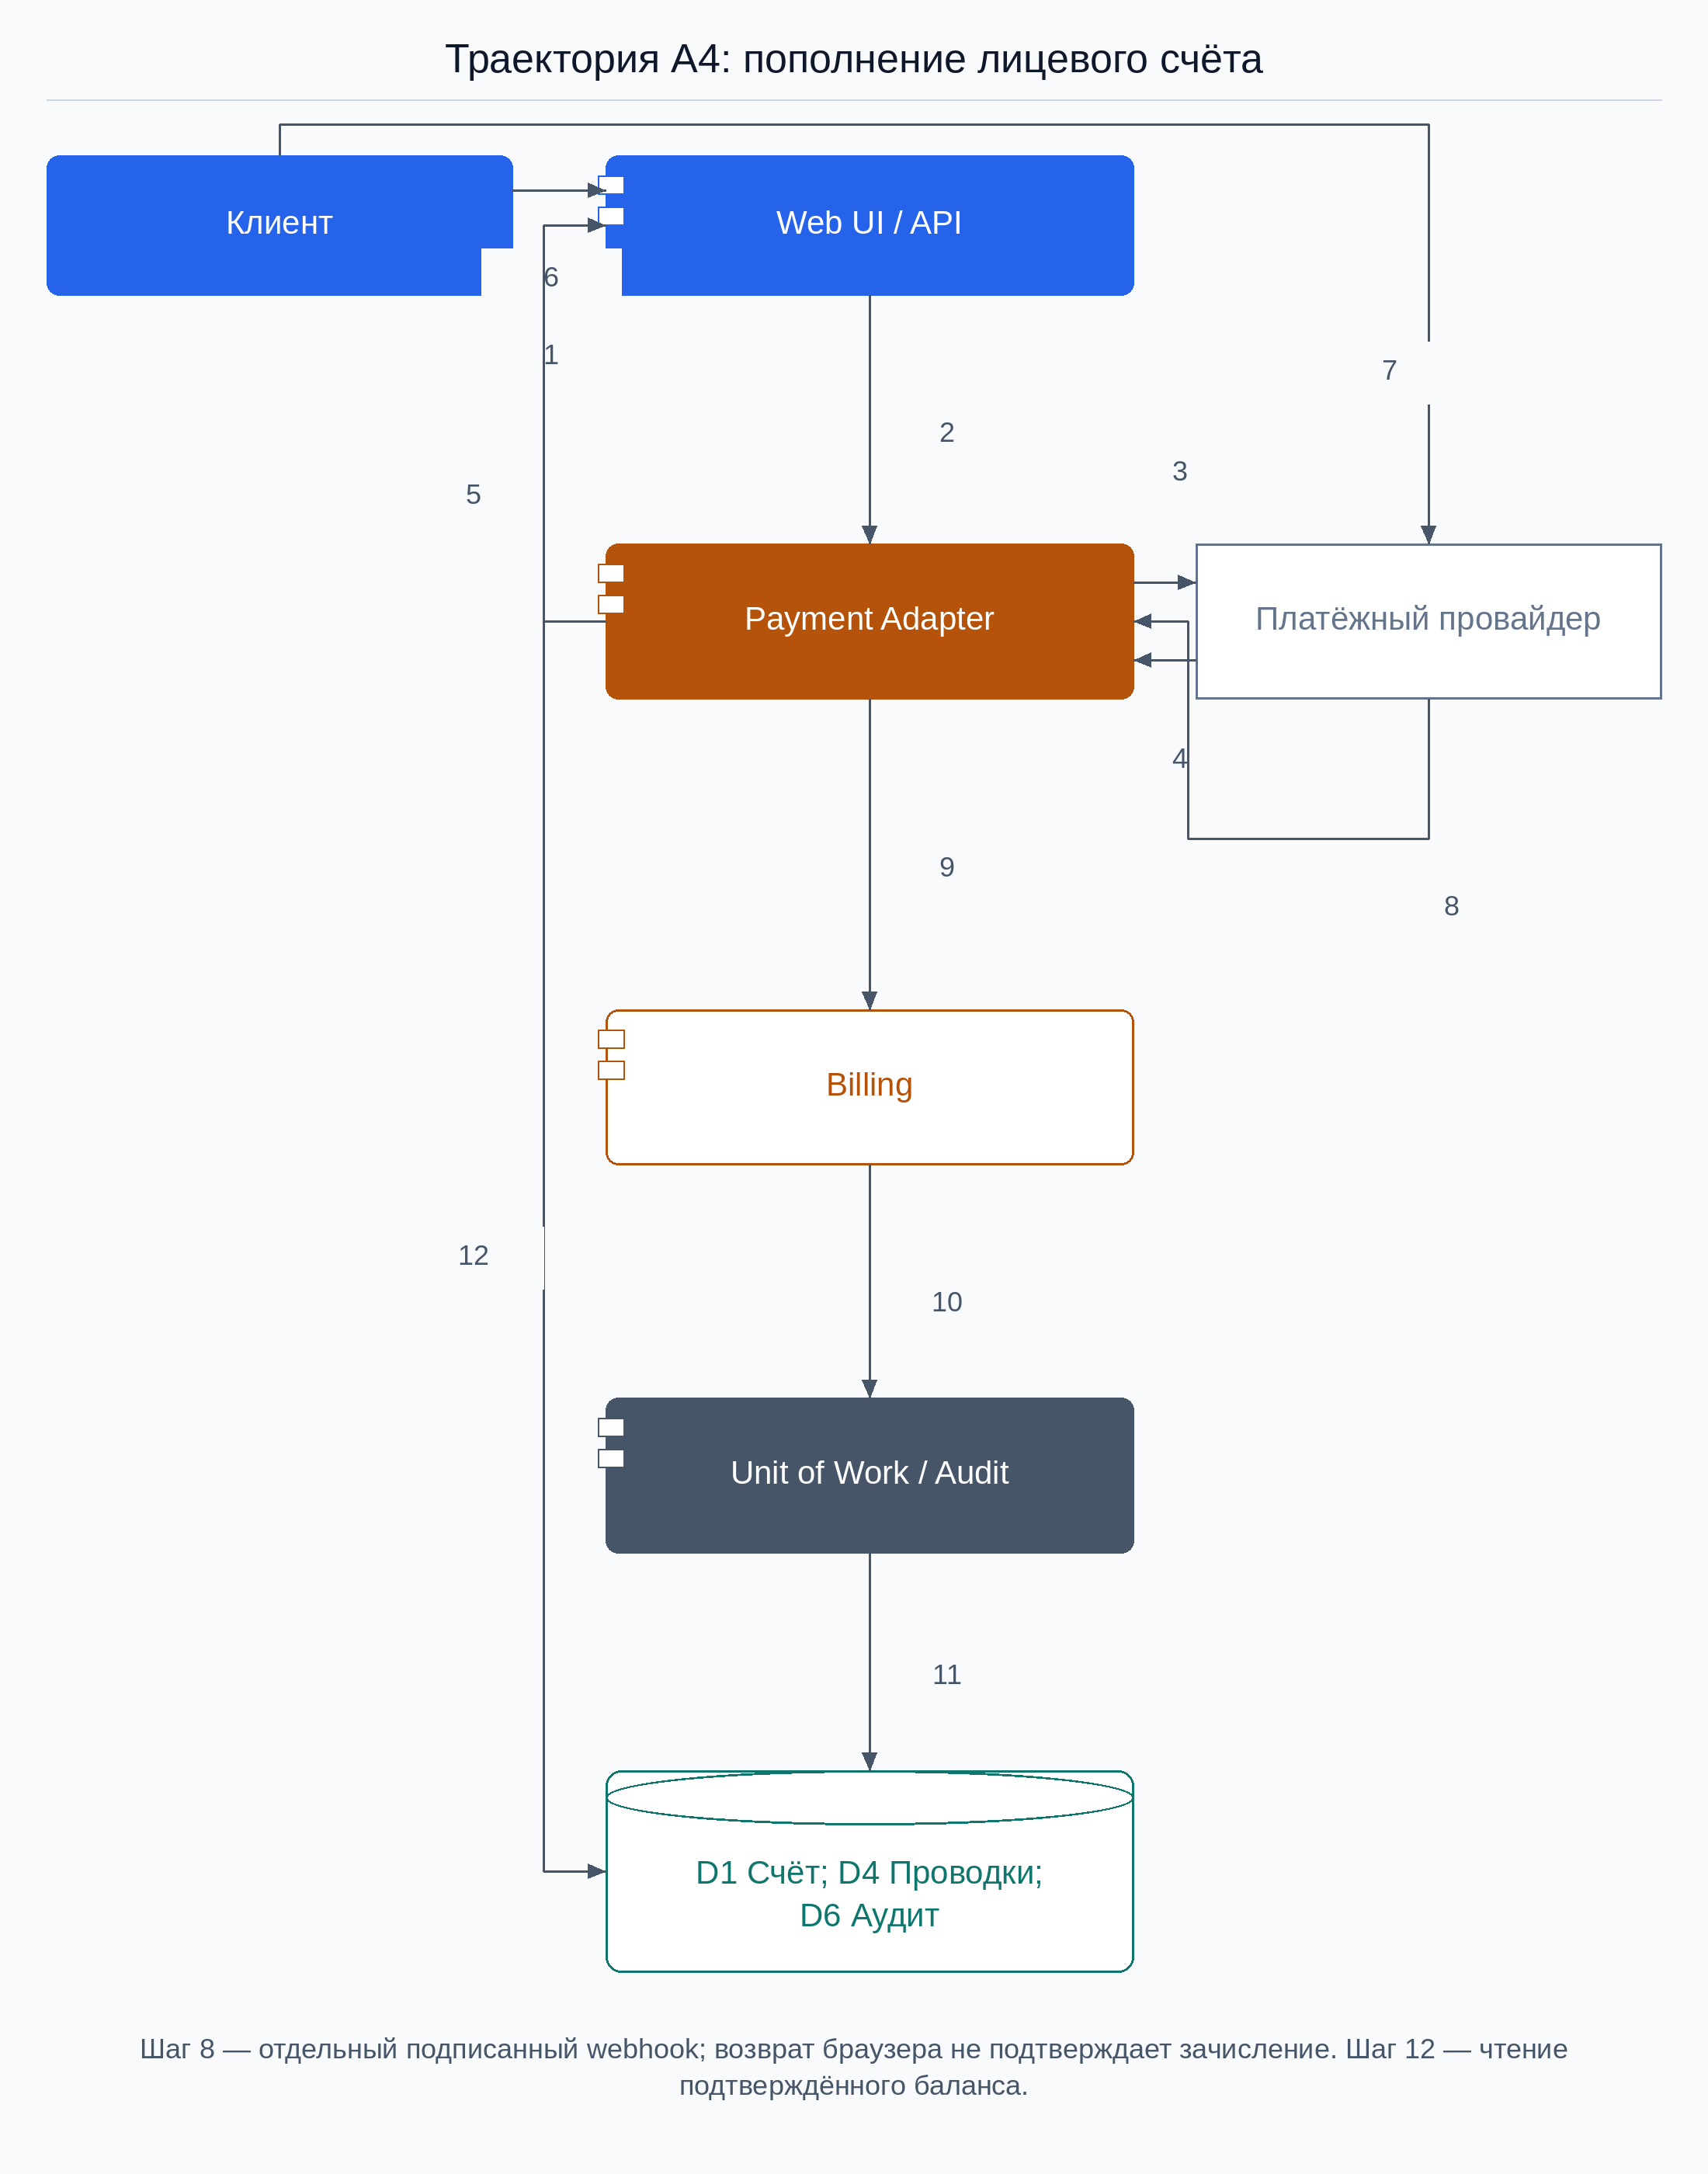 Траектория A4: пополнение лицевого счёта
Клиент
Web UI / API
6
1
7
2
3
5
Payment Adapter
Платёжный провайдер
4
9
8
Billing
12
10
Unit of Work / Audit
11
D1 Счёт; D4 Проводки;
D6 Аудит
Шаг 8 — отдельный подписанный webhook; возврат браузера не подтверждает зачисление. Шаг 12 — чтение
подтверждённого баланса.